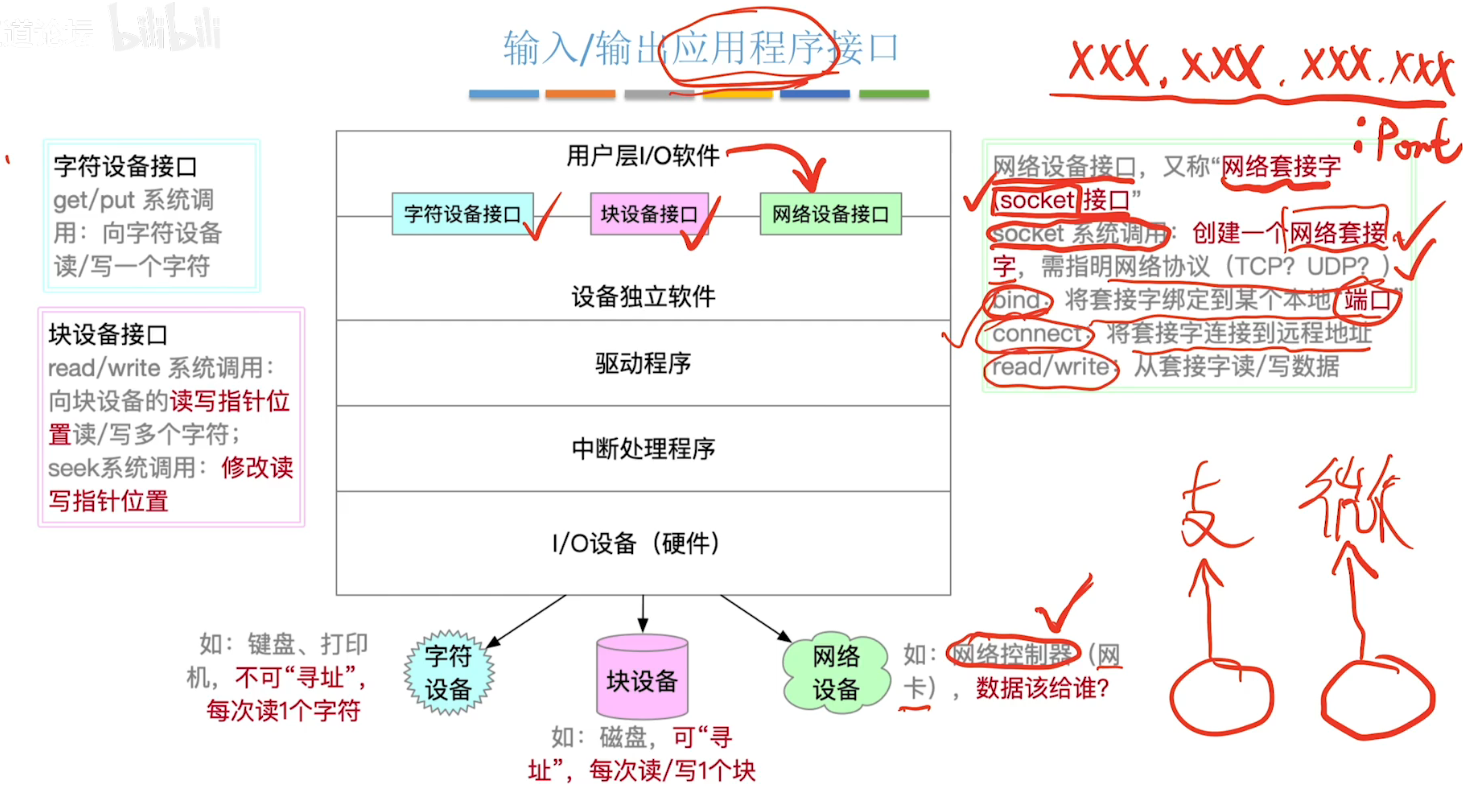 bilibili
输入/输出应用程序接口
xxx.xxx.xxx.xxx
:Port
字符设备接口
get/put 系统调
用：向字符设备
读/写一个字符
块设备接口
read/write 系统调用：
向块设备的读写指针位
置读/写多个字符；
seek系统调用：修改读
写指针位置
用户层I/O软件
字符设备接口
块设备接口
网络设备接口
设备独立软件
驱动程序
中断处理程序
I/O设备（硬件）
网络设备接口，又称“网络套接字
(socket)接口”
socket 系统调用：创建一个网络套接
字，需指明网络协议（TCP？UDP？）
bind：将套接字绑定到某个本地“端口”
connect：将套接字连接到远程地址
read/write：从套接字读/写数据
支
微
如：键盘、打印
机，不可“寻址”，
每次读1个字符
字符
设备
块设备
如：磁盘，可“寻
址”，每次读/写1个块
网络
设备
如：网络控制器（网
卡），数据该给谁？